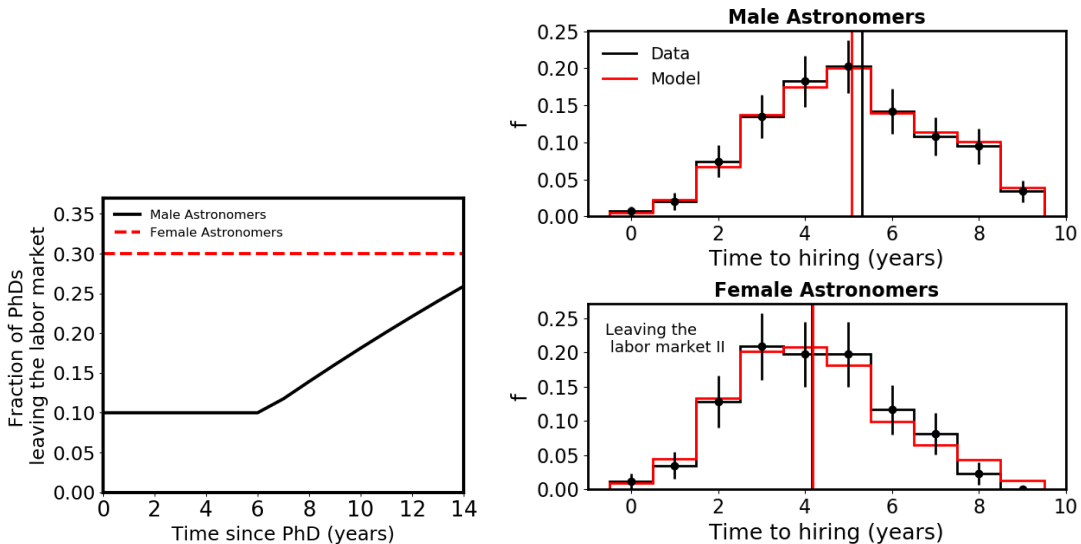 0.35
0.30
0.25
0.20
0.15
0.10
0.05
0.00
Fraction of PhDs
leaving the labor market
Male Astronomers
Female Astronomers
0 2 4 6 8 10 12 14
Time since PhD (years)
Male Astronomers
0.25
0.20
0.15
0.10
0.05
0.00
f
Data
Model
0 2 4 6 8 10
Time to hiring (years)
Female Astronomers
0.25
0.20
0.15
0.10
0.05
0.00
f
Leaving the
labor market II
0 2 4 6 8 10
Time to hiring (years)